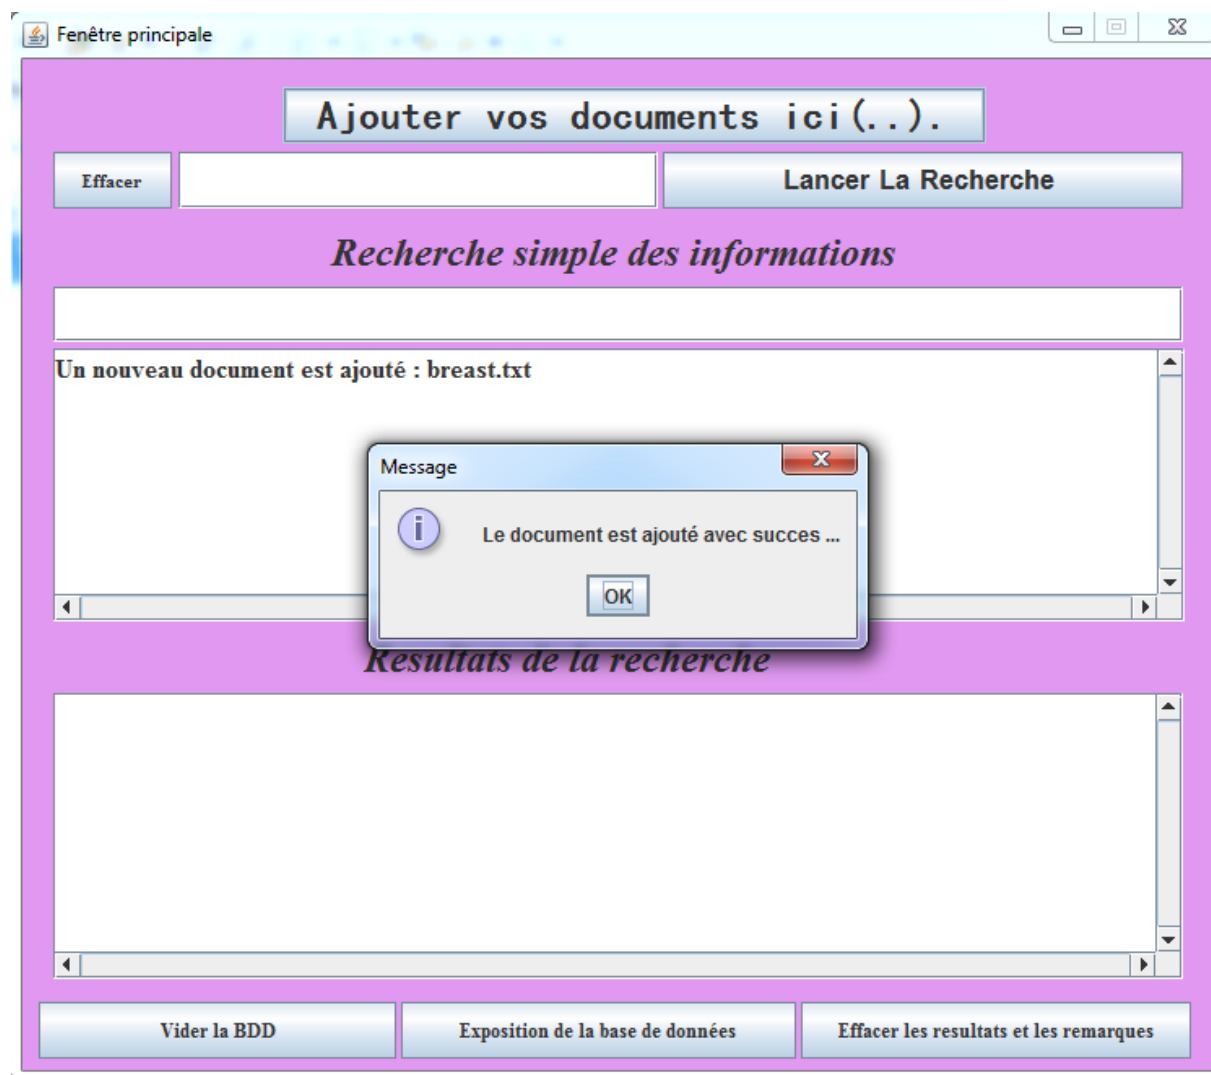 Fenêtre principale
Ajouter vos documents ici(..).
Effacer
Lancer La Recherche
Recherche simple des informations
Un nouveau document est ajouté : breast.txt
Message
i
Le document est ajouté avec succes ...
OK
Resultats de la recherche
Vider la BDD
Exposition de la base de données
Effacer les resultats et les remarques